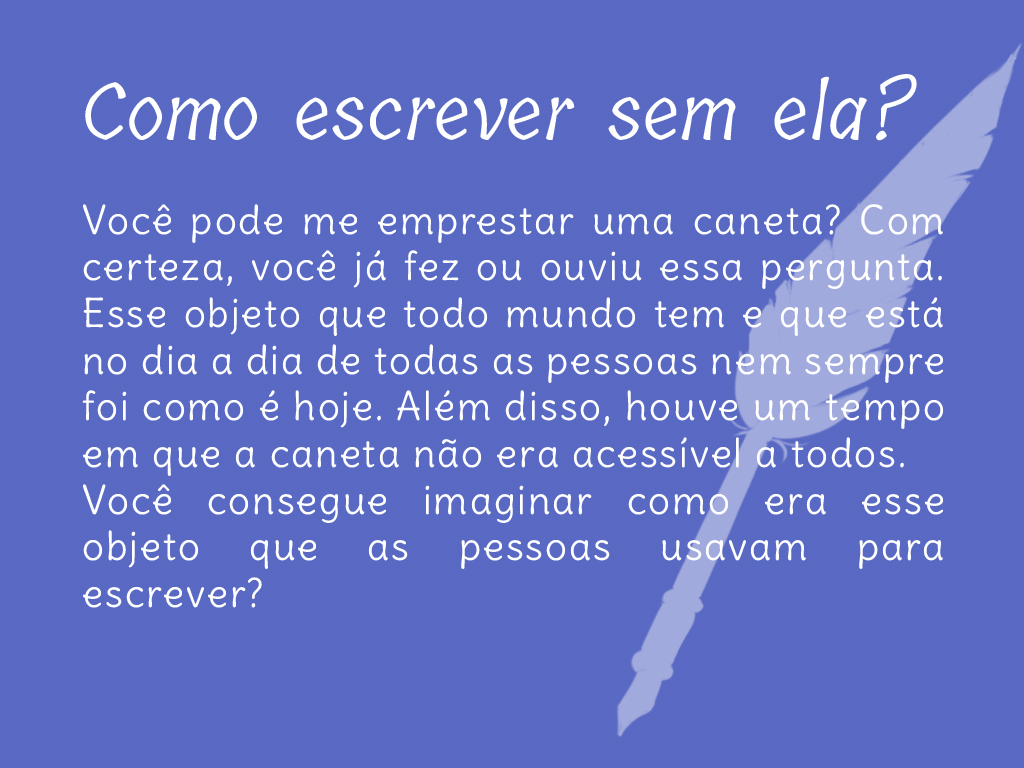 Como escrever sem ela?
Você pode me emprestar uma caneta? Com
certeza, você já fez ou ouviu essa pergunta.
Esse objeto que todo mundo tem e que está
no dia a dia de todas as pessoas nem sempre
foi como é hoje. Além disso, houve um tempo
em que a caneta não era acessível a todos.
Você consegue imaginar como era esse
objeto que as pessoas usavam para
escrever?